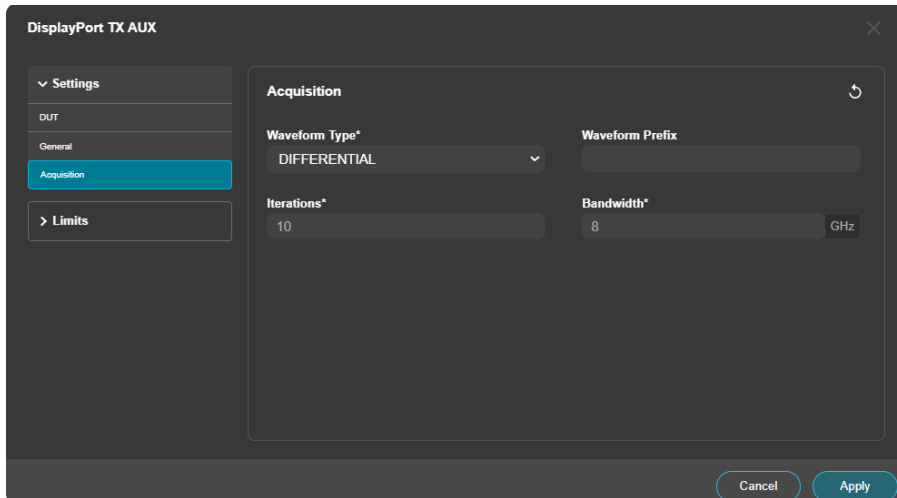 DisplayPort TX AUX
Settings
DUT
General
Acquisition
Limits
Acquisition
Waveform Type*
Waveform Prefix
DIFFERENTIAL
Iterations*
Bandwidth*
10
8
GHz
Cancel
Apply